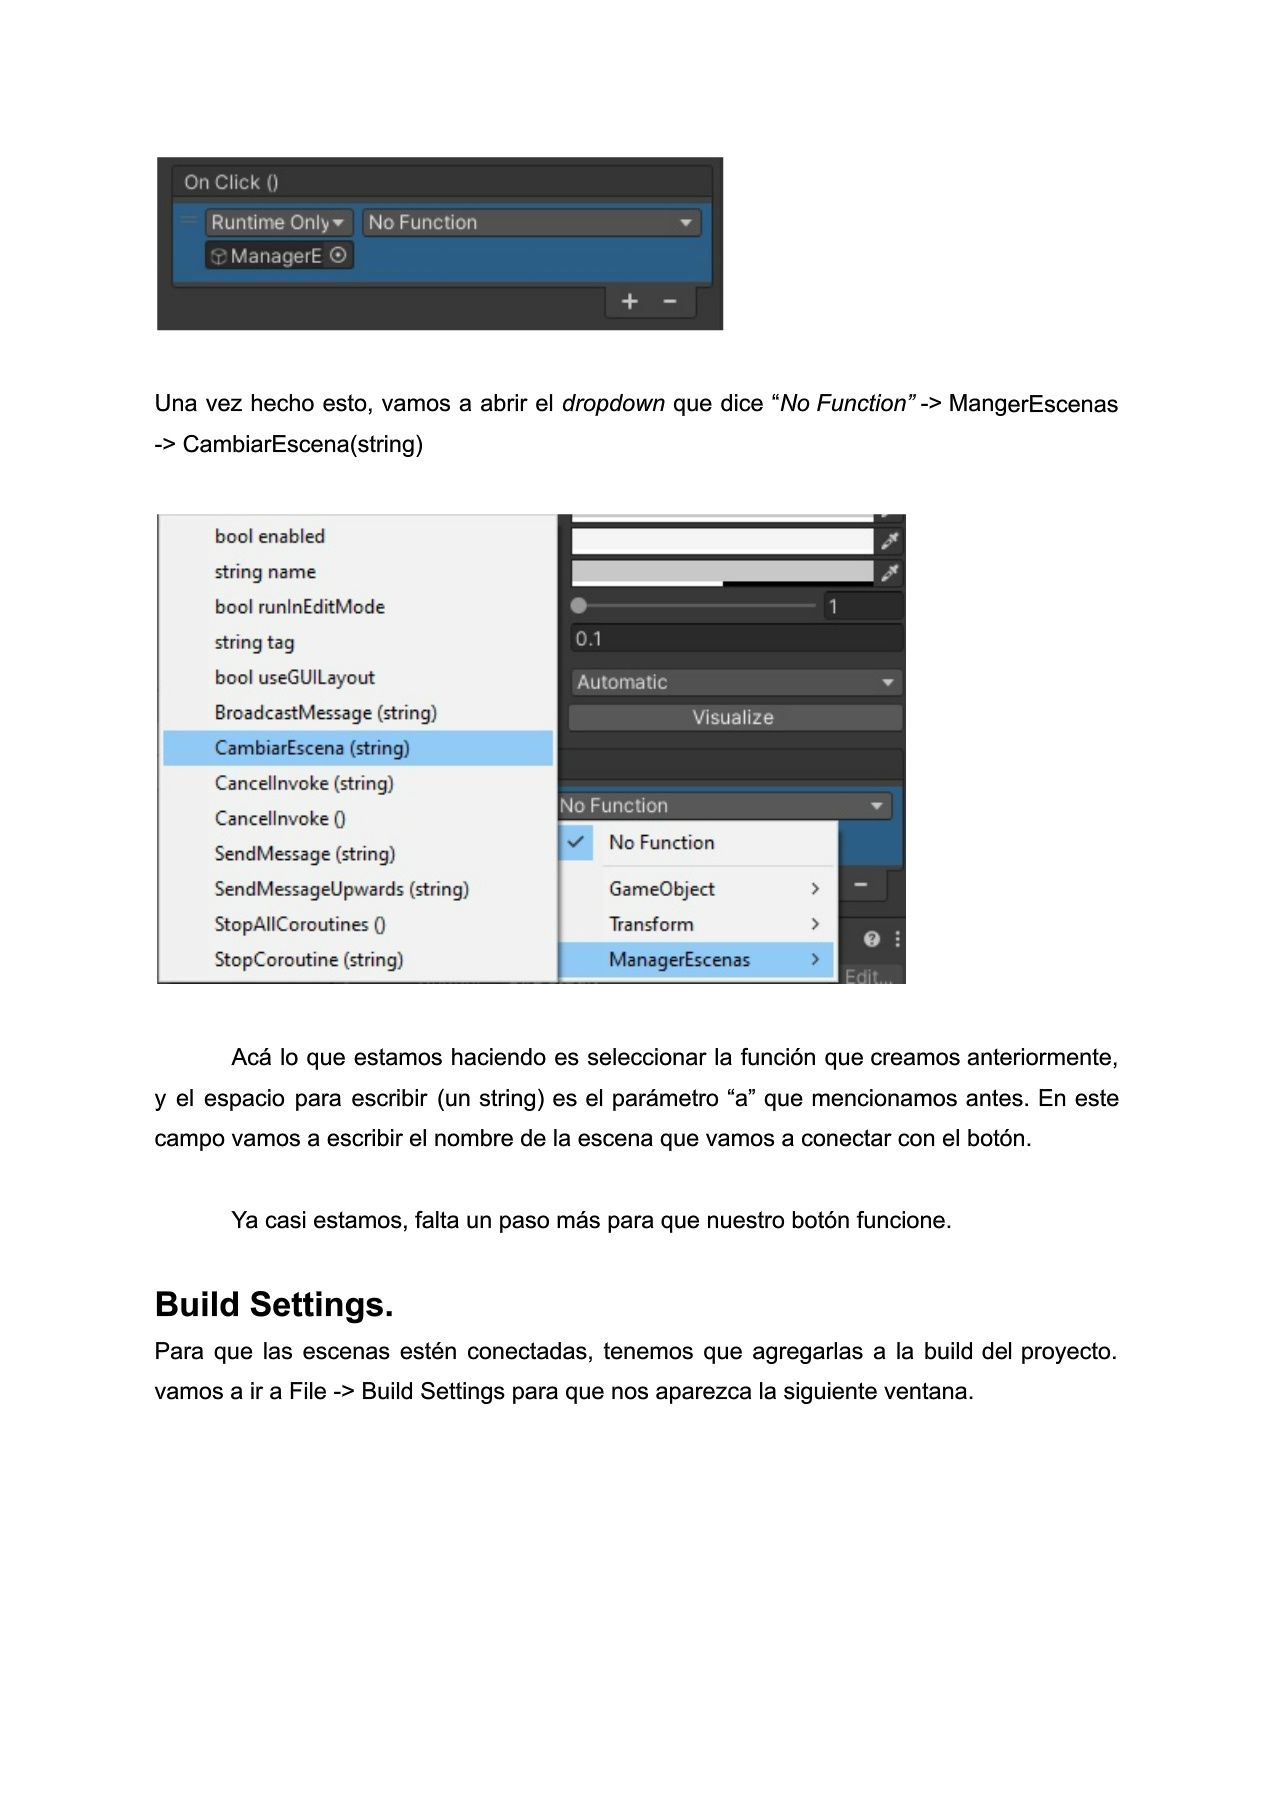 On Click ()
Runtime Only No Function
ManagerE
+ -
Una vez hecho esto, vamos a abrir el dropdown que dice “No Function” -> MangerEscenas
-> CambiarEscena(string)
bool enabled
string name
bool runInEditMode
string tag
bool useGUILayout
BroadcastMessage (string)
CambiarEscena (string)
CancelInvoke (string)
CancelInvoke ()
SendMessage (string)
SendMessageUpwards (string)
StopAllCoroutines ()
StopCoroutine (string)
1
0.1
Automatic
Visualize
No Function
No Function
GameObject
Transform
ManagerEscenas
Edit...
Acá lo que estamos haciendo es seleccionar la función que creamos anteriormente,
y el espacio para escribir (un string) es el parámetro “a” que mencionamos antes. En este
campo vamos a escribir el nombre de la escena que vamos a conectar con el botón.
Ya casi estamos, falta un paso más para que nuestro botón funcione.
Build Settings.
Para que las escenas estén conectadas, tenemos que agregarlas a la build del proyecto.
vamos a ir a File -> Build Settings para que nos aparezca la siguiente ventana.